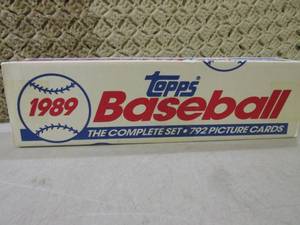 topps
1989
Baseball
THE COMPLETE SET • 792 PICTURE CARDS